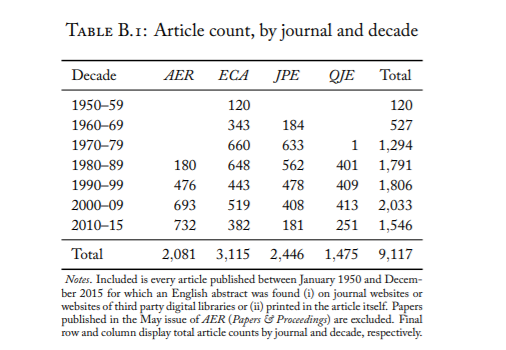 TABLE B.1: Article count, by journal and decade
Decade AER ECA JPE QJE Total
1950–59 120 120
1960–69 343 184 527
1970–79 660 633 1 1,294
1980–89 180 648 562 401 1,791
1990–99 476 443 478 409 1,806
2000–09 693 519 408 413 2,033
2010–15 732 382 181 251 1,546
Total 2,081 3,115 2,446 1,475 9,117
Notes. Included is every article published between January 1950 and Decem-
ber 2015 for which an English abstract was found (i) on journal websites or
websites of third party digital libraries or (ii) printed in the article itself. Papers
published in the May issue of AER (Papers & Proceedings) are excluded. Final
row and column display total article counts by journal and decade, respectively.